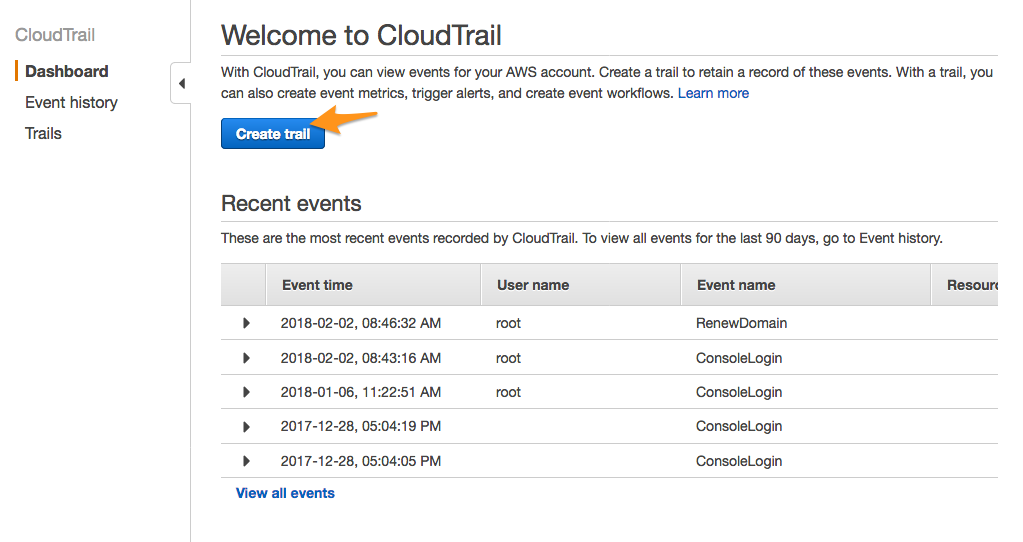 CloudTrail
Dashboard
Event history
Trails
Welcome to CloudTrail
With CloudTrail, you can view events for your AWS account. Create a trail to retain a record of these events. With a trail, you
can also create event metrics, trigger alerts, and create event workflows. Learn more
Create trail
Recent events
These are the most recent events recorded by CloudTrail. To view all events for the last 90 days, go to Event history.
Event time User name Event name Resour
2018-02-02, 08:46:32 AM root RenewDomain
2018-02-02, 08:43:16 AM root ConsoleLogin
2018-01-06, 11:22:51 AM root ConsoleLogin
2017-12-28, 05:04:19 PM ConsoleLogin
2017-12-28, 05:04:05 PM ConsoleLogin
View all events